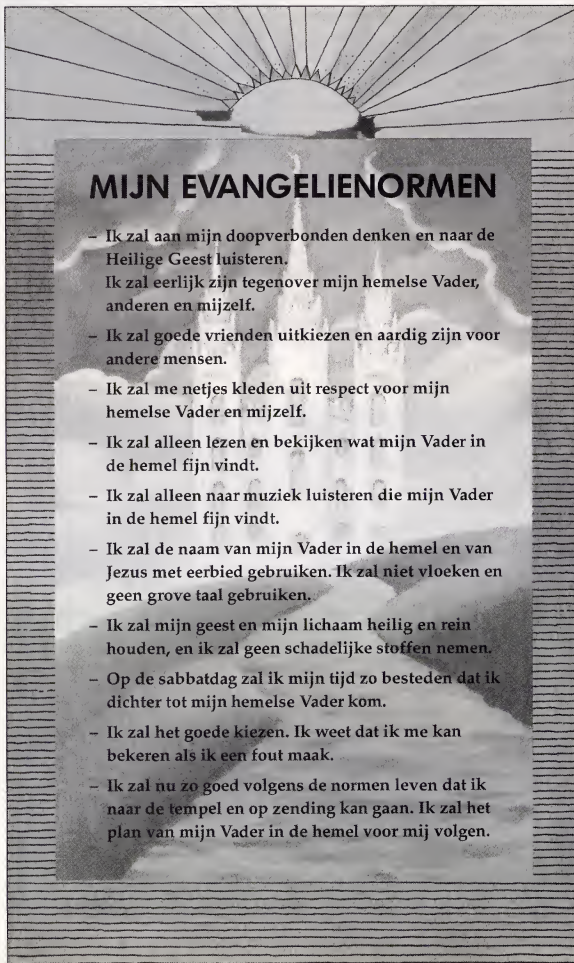 MIJN EVANGELIENORMEN
– Ik zal aan mijn doopverbonden denken en naar de
Heilige Geest luisteren.
Ik zal eerlijk zijn tegenover mijn hemelse Vader,
anderen en mijzelf.
– Ik zal goede vrienden uitkiezen en aardig zijn voor
andere mensen.
– Ik zal me netjes kleden uit respect voor mijn
hemelse Vader en mijzelf.
– Ik zal alleen lezen en bekijken wat mijn Vader in
de hemel fijn vindt.
– Ik zal alleen naar muziek luisteren die mijn Vader
in de hemel fijn vindt.
– Ik zal de naam van mijn Vader in de hemel en van
Jezus met eerbied gebruiken. Ik zal niet vloeken en
geen grove taal gebruiken.
– Ik zal mijn geest en mijn lichaam heilig en rein
houden, en ik zal geen schadelijke stoffen nemen.
– Op de sabbatdag zal ik mijn tijd zo besteden dat ik
dichter tot mijn hemelse Vader kom.
– Ik zal het goede kiezen. Ik weet dat ik me kan
bekeren als ik een fout maak.
– Ik zal nu zo goed volgens de normen leven dat ik
naar de tempel en op zending kan gaan. Ik zal het
plan van mijn Vader in de hemel voor mij volgen.